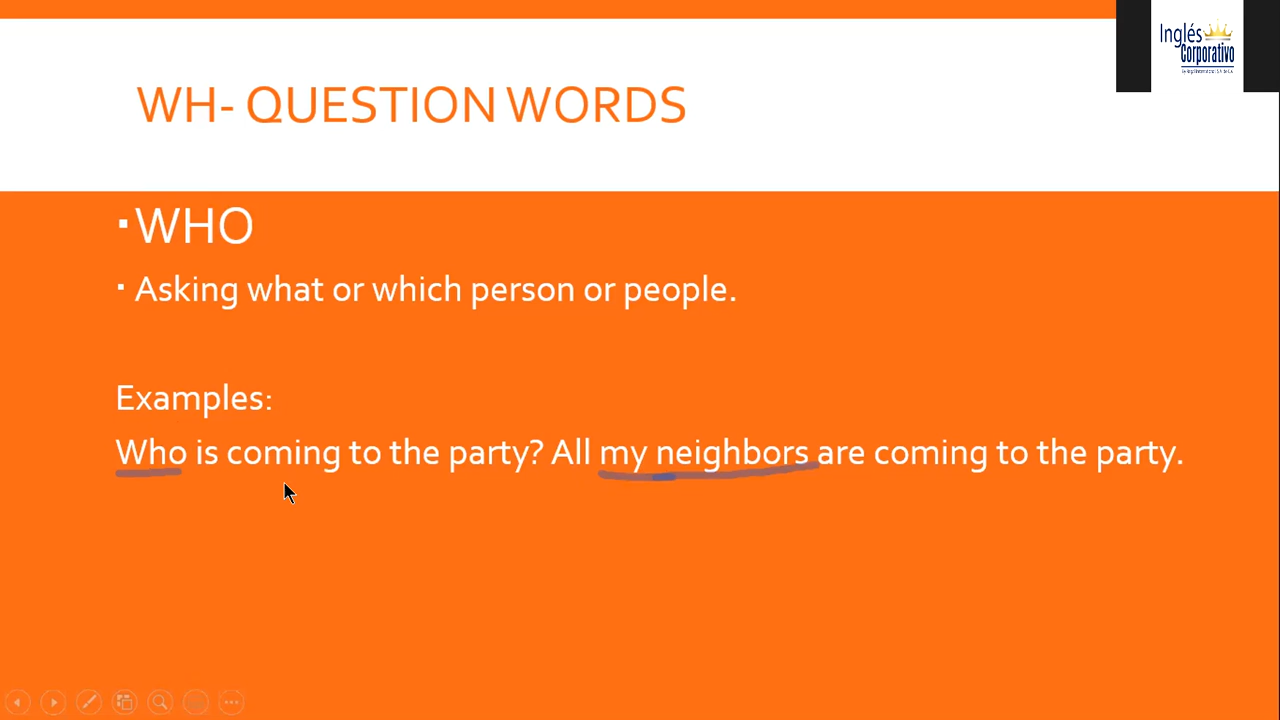 Inglés
Corporativo
WH- QUESTION WORDS
▪WHO
▪ Asking what or which person or people.
Examples:
Who is coming to the party? All my neighbors are coming to the party.